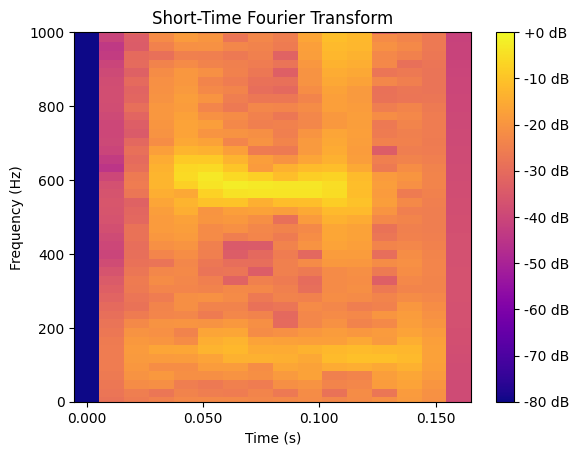 Short-Time Fourier Transform
1000
800
600
400
200
0
Frequency (Hz)
0.000
0.050
0.100
0.150
Time (s)
+0 dB
-10 dB
-20 dB
-30 dB
-40 dB
-50 dB
-60 dB
-70 dB
-80 dB